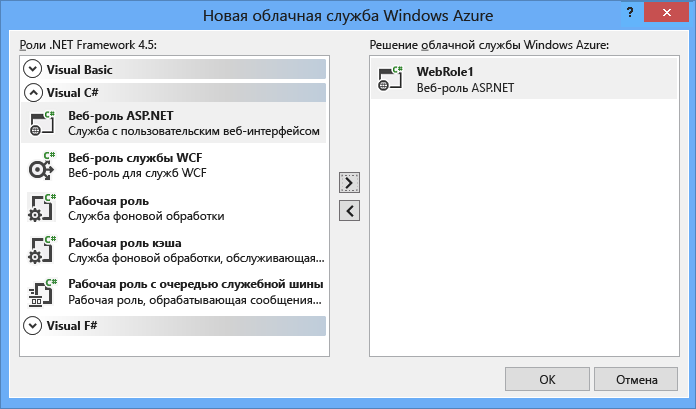 Новая облачная служба Windows Azure
?
Роли .NET Framework 4.5:
Visual Basic
Visual C#
C#
Веб-роль ASP.NET
Служба с пользовательским веб-интерфейсом
C#
Веб-роль службы WCF
Веб-роль для служб WCF
C#
Рабочая роль
Служба фоновой обработки
C#
Рабочая роль кэша
Служба фоновой обработки, обслуживающая...
C#
Рабочая роль с очередью служебной шины
Рабочая роль, обрабатывающая сообщения...
Visual F#
Решение облачной службы Windows Azure:
C#
WebRole1
Веб-роль ASP.NET
OK
Отмена